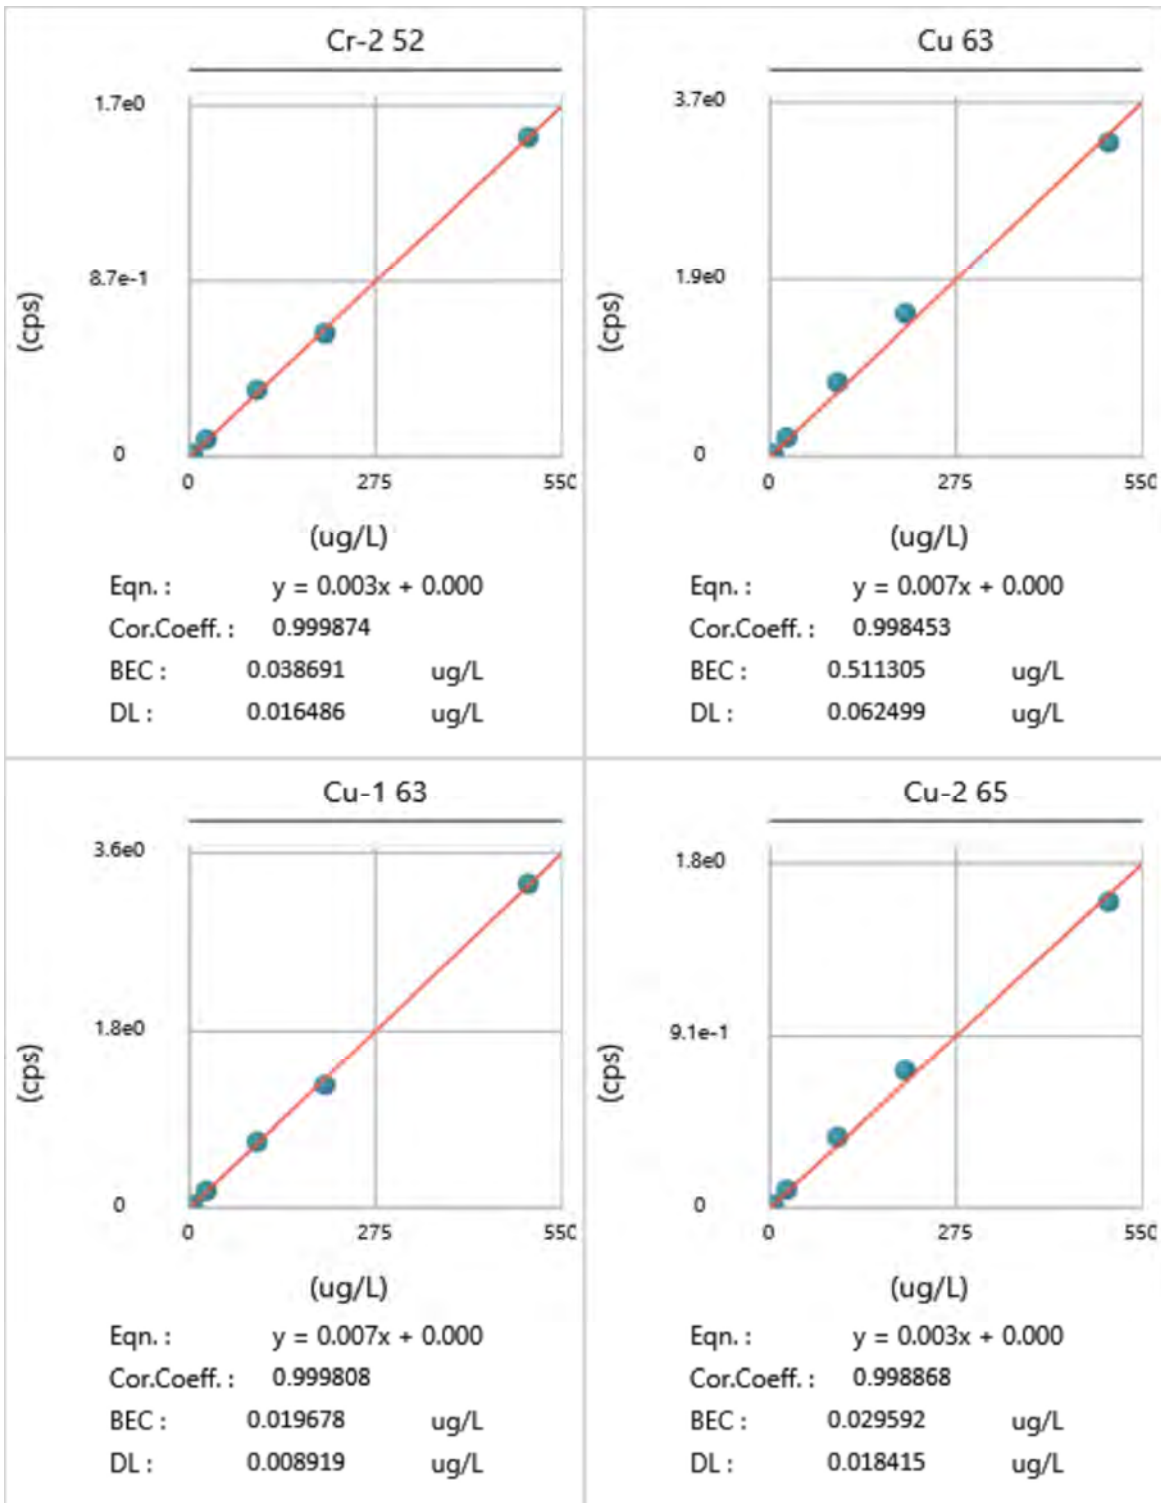 Cr-2 52
1.7e0
8.7e-1
0
0
275
550
(cps)
(ug/L)
Eqn. : y = 0.003x + 0.000
Cor.Coeff. : 0.999874
BEC : 0.038691 ug/L
DL : 0.016486 ug/L
Cu 63
3.7e0
1.9e0
0
0
275
550
(cps)
(ug/L)
Eqn. : y = 0.007x + 0.000
Cor.Coeff. : 0.998453
BEC : 0.511305 ug/L
DL : 0.062499 ug/L
Cu-1 63
3.6e0
1.8e0
0
0
275
550
(cps)
(ug/L)
Eqn. : y = 0.007x + 0.000
Cor.Coeff. : 0.999808
BEC : 0.019678 ug/L
DL : 0.008919 ug/L
Cu-2 65
1.8e0
9.1e-1
0
0
275
550
(cps)
(ug/L)
Eqn. : y = 0.003x + 0.000
Cor.Coeff. : 0.998868
BEC : 0.029592 ug/L
DL : 0.018415 ug/L